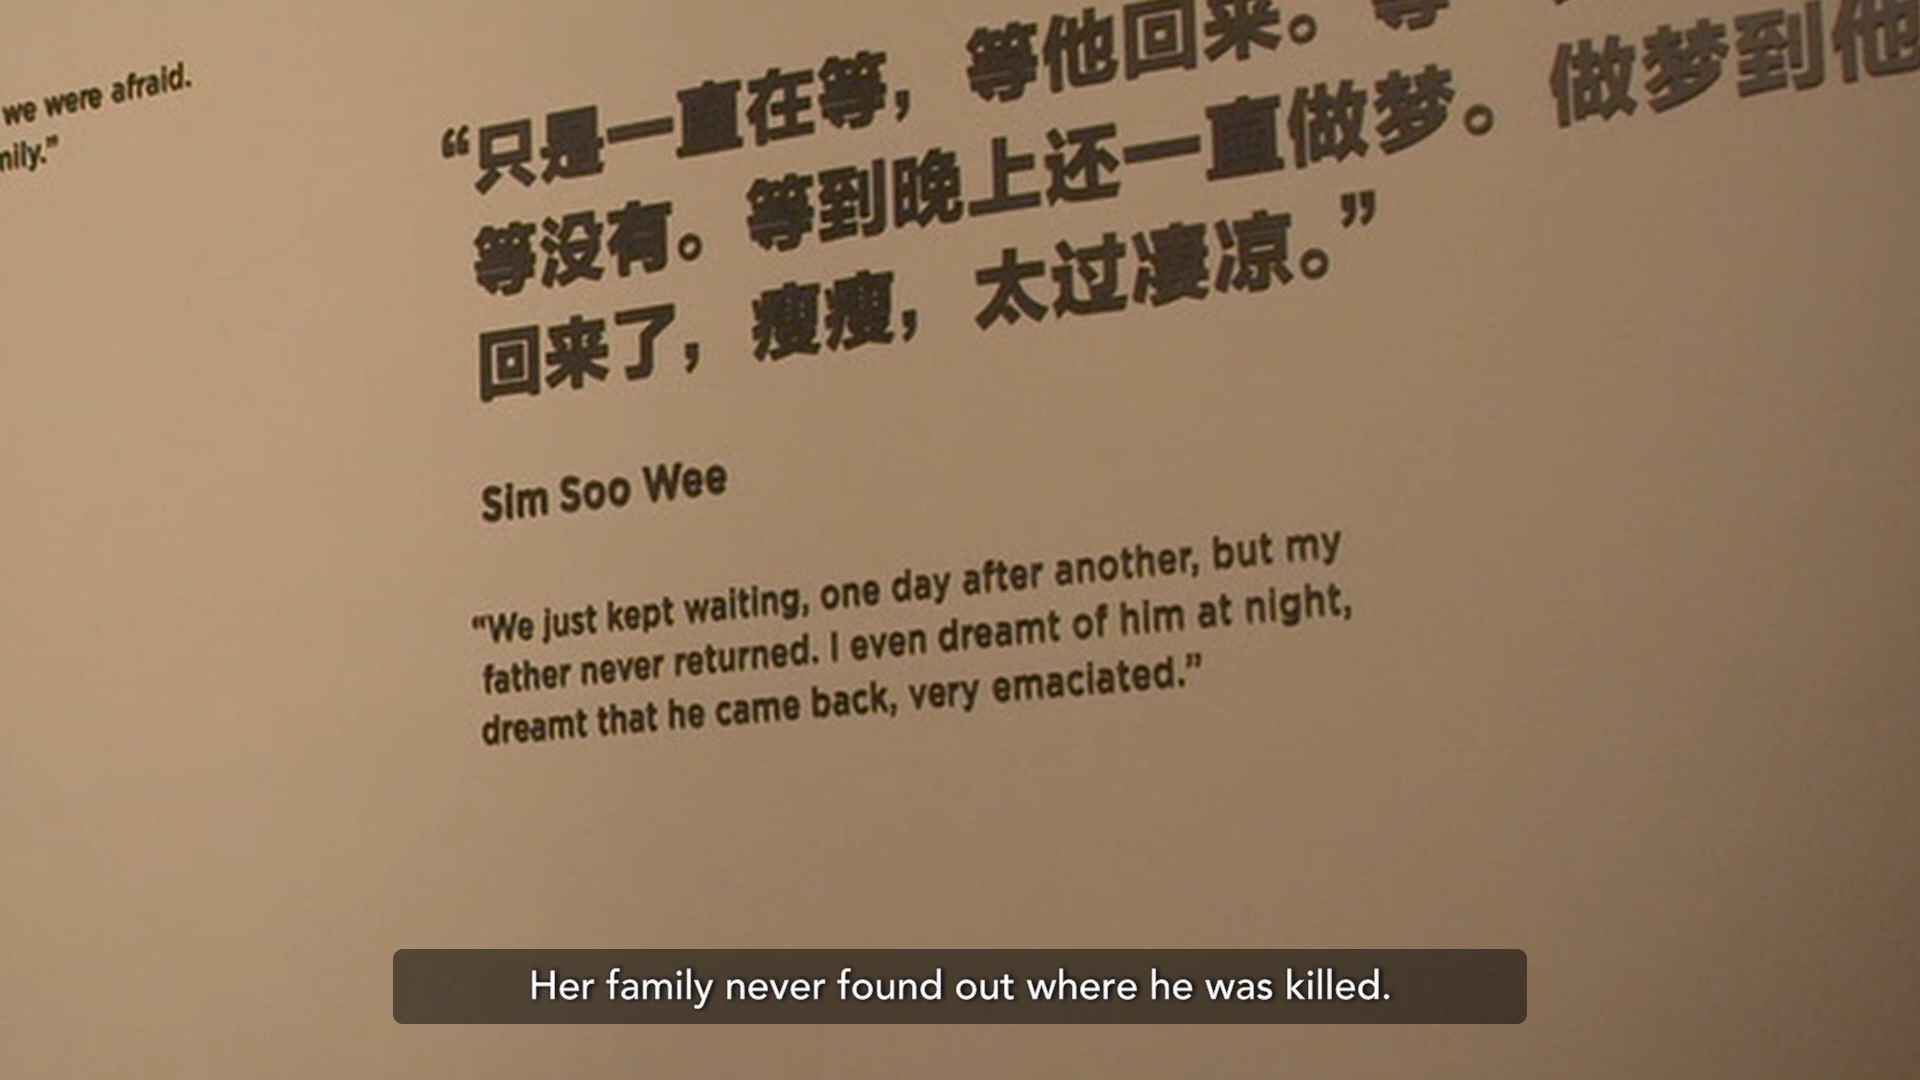 we were afraid.
mily.”
“只是一直在等，等他回来。等
等没有。等到晚上还一直做梦。做梦到他
回来了，瘦瘦，太过凄凉。”
Sim Soo Wee
“We just kept waiting, one day after another, but my
father never returned. I even dreamt of him at night,
dreamt that he came back, very emaciated.”
Her family never found out where he was killed.